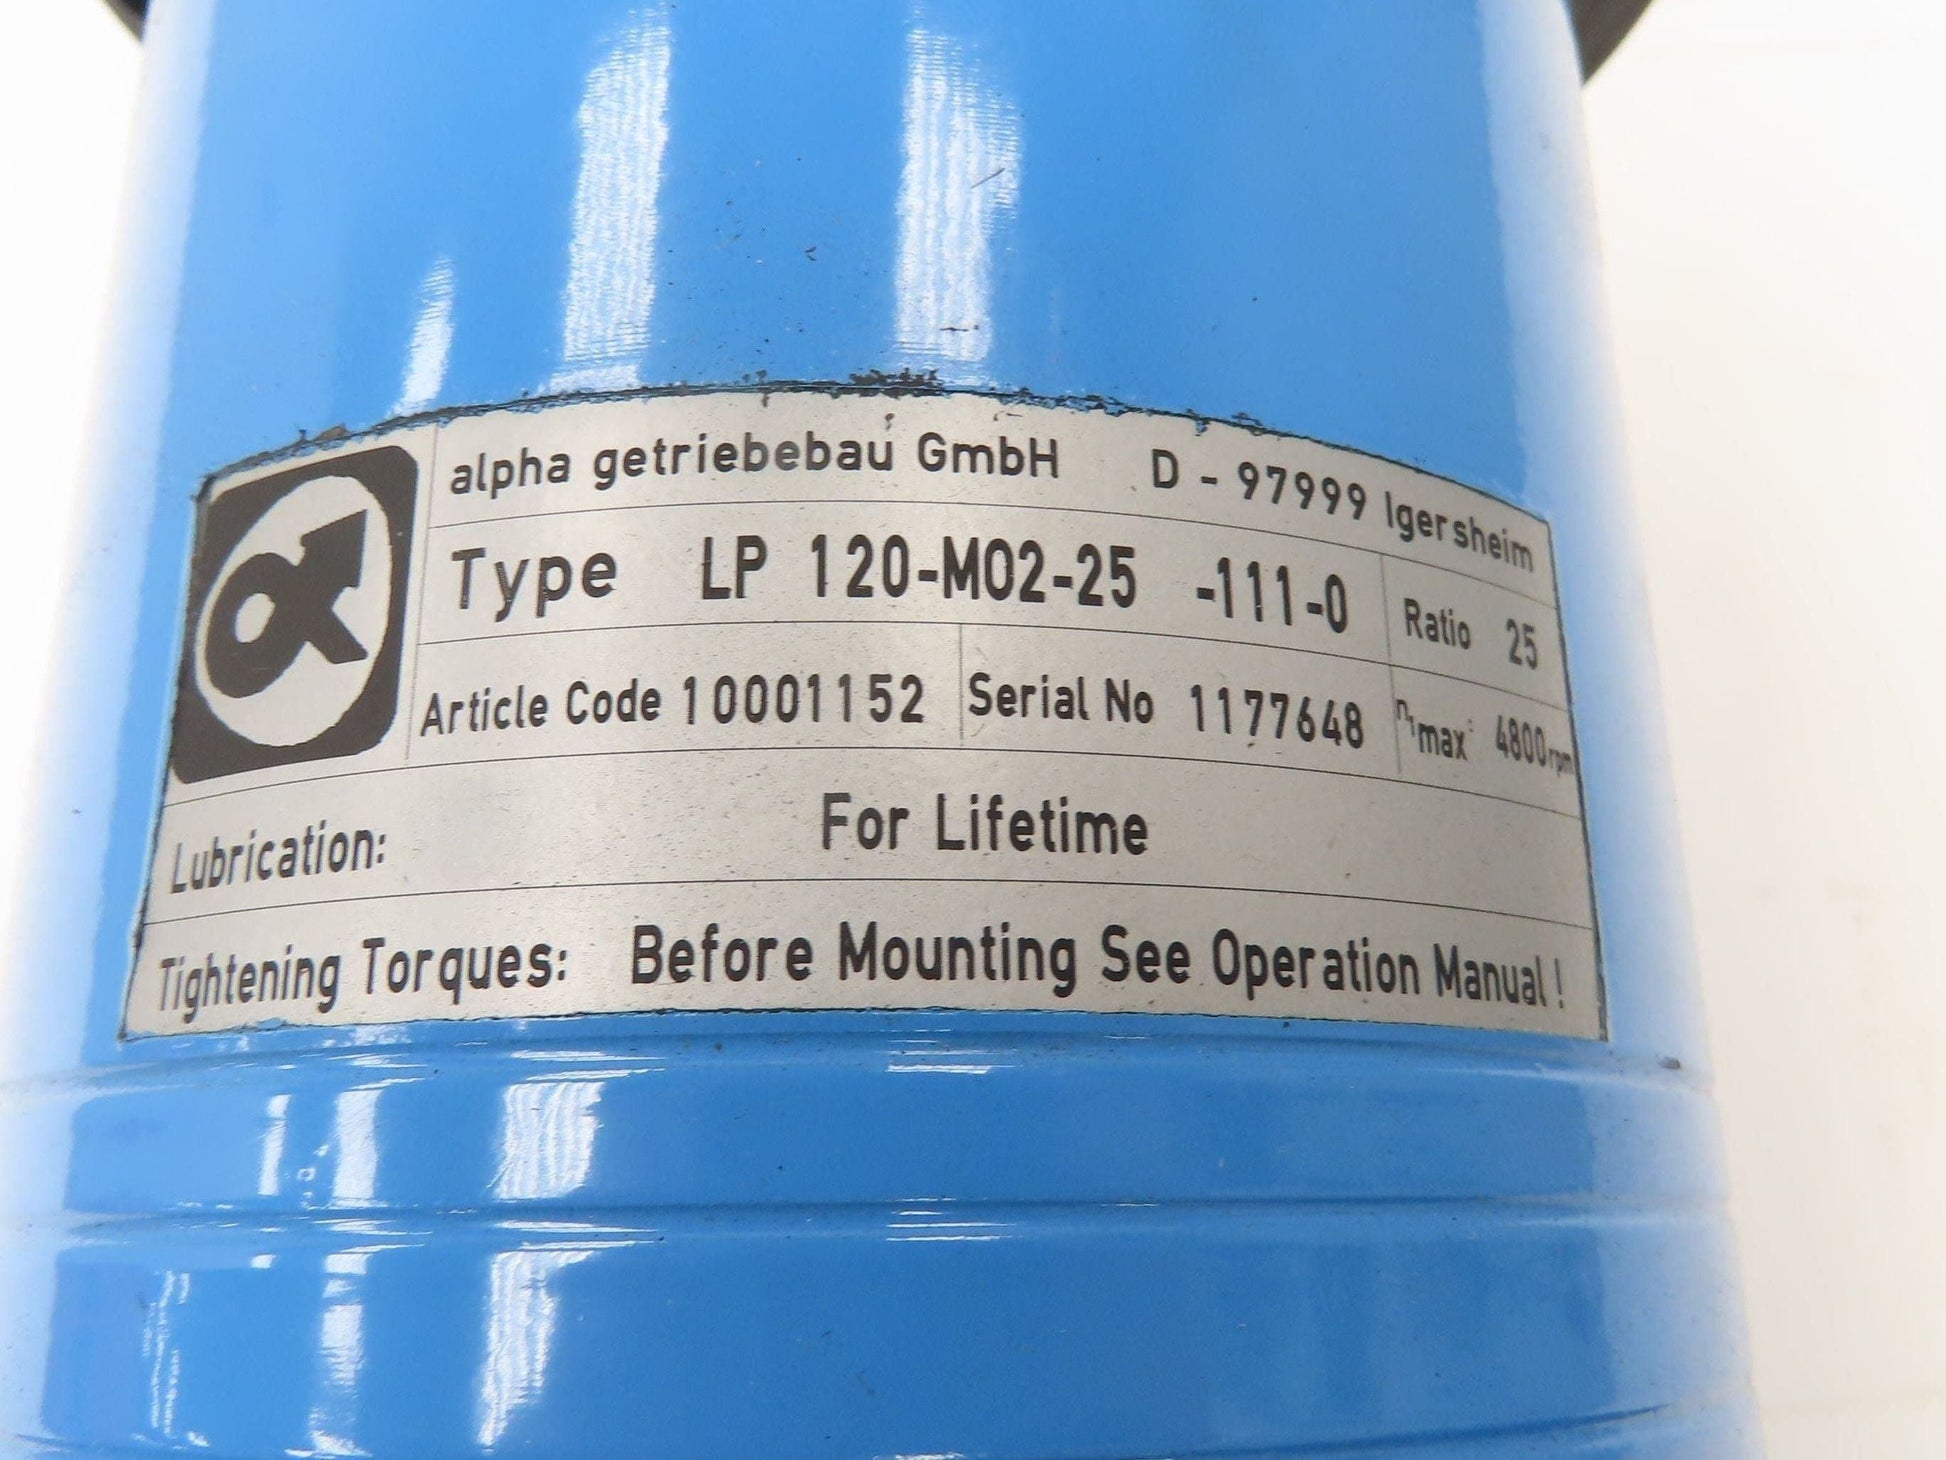 alpha getriebebau GmbH D - 97999 Igersheim
Type LP 120-M02-25 -111-0 Ratio 25
Article Code 10001152 Serial No 1177648 n1max: 4800rpm
Lubrication: For Lifetime
Tightening Torques: Before Mounting See Operation Manual!